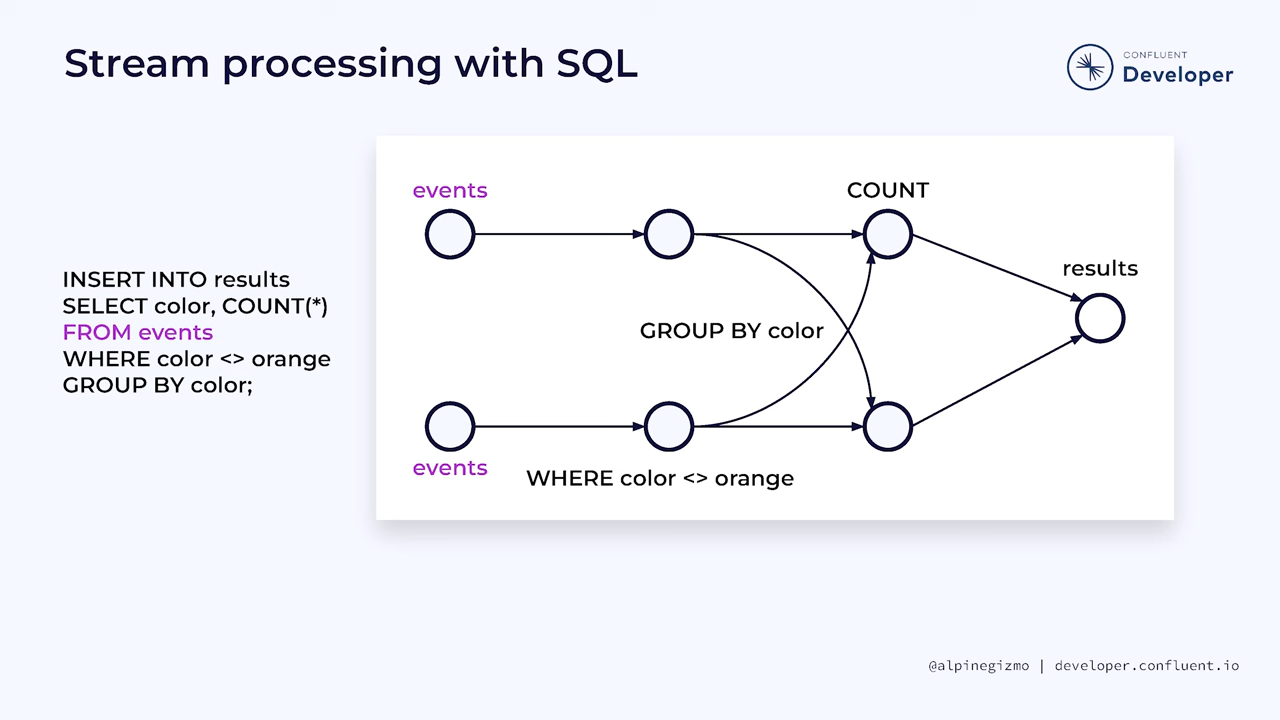 Stream processing with SQL
CONFLUENT
Developer
INSERT INTO results
SELECT color, COUNT(*)
FROM events
WHERE color <> orange
GROUP BY color;
events
COUNT
results
GROUP BY color
events
WHERE color <> orange
@alpinegizmo | developer.confluent.io